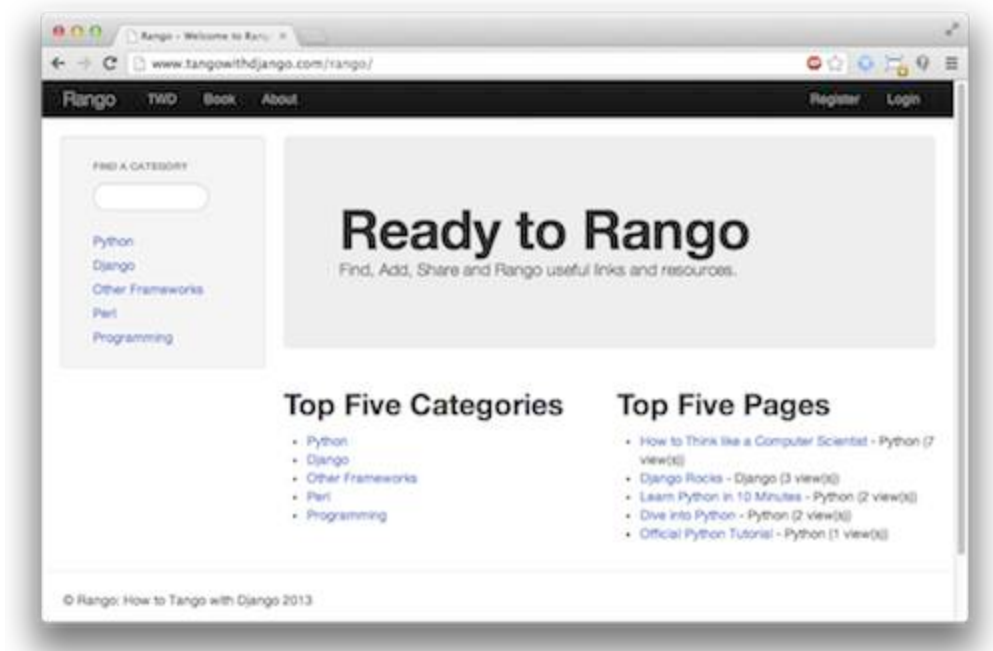 Rango - Welcome to Rang
www.tangowithdjango.com/rango/
Rango TWD Book About Register Login
FIND A CATEGORY
Python
Django
Other Frameworks
Perl
Programming
Ready to Rango
Find, Add, Share and Rango useful links and resources.
Top Five Categories
• Python
• Django
• Other Frameworks
• Perl
• Programming
Top Five Pages
• How to Think like a Computer Scientist - Python (7
view(s))
• Django Rocks - Django (3 view(s))
• Learn Python in 10 Minutes - Python (2 view(s))
• Dive into Python - Python (2 view(s))
• Official Python Tutorial - Python (1 view(s))
© Rango: How to Tango with Django 2013